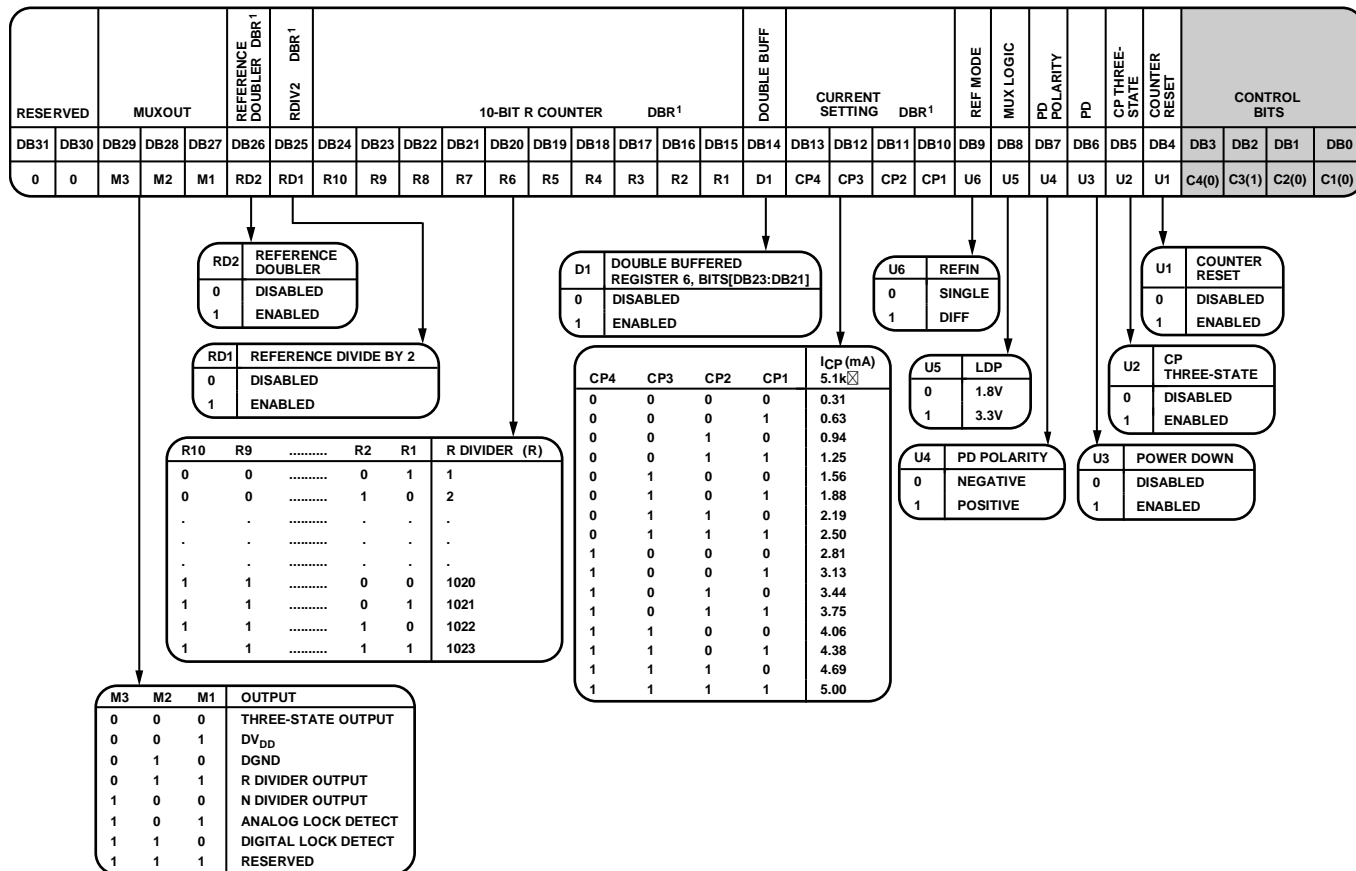 RESERVED MUXOUT REFERENCE DOUBLER DBR1 RDIV2 DBR1 10-BIT R COUNTER DBR1 DOUBLE BUFF CURRENT SETTING DBR1 REF MODE MUX LOGIC PD POLARITY PD CP THREE-STATE COUNTER RESET CONTROL BITS
DB31 DB30 DB29 DB28 DB27 DB26 DB25 DB24 DB23 DB22 DB21 DB20 DB19 DB18 DB17 DB16 DB15 DB14 DB13 DB12 DB11 DB10 DB9 DB8 DB7 DB6 DB5 DB4 DB3 DB2 DB1 DB0
0 0 M3 M2 M1 RD2 RD1 R10 R9 R8 R7 R6 R5 R4 R3 R2 R1 D1 CP4 CP3 CP2 CP1 U6 U5 U4 U3 U2 U1 C4(0) C3(1) C2(0) C1(0)
RD2 REFERENCE DOUBLER
0 DISABLED
1 ENABLED
RD1 REFERENCE DIVIDE BY 2
0 DISABLED
1 ENABLED
R10 R9 .......... R2 R1 R DIVIDER (R)
0 0 .......... 0 1 1
0 0 .......... 1 0 2
. . .......... . . .
. . .......... . . .
. . .......... . . .
1 1 .......... 0 0 1020
1 1 .......... 0 1 1021
1 1 .......... 1 0 1022
1 1 .......... 1 1 1023
M3 M2 M1 OUTPUT
0 0 0 THREE-STATE OUTPUT
0 0 1 DVDD
0 1 0 DGND
0 1 1 R DIVIDER OUTPUT
1 0 0 N DIVIDER OUTPUT
1 0 1 ANALOG LOCK DETECT
1 1 0 DIGITAL LOCK DETECT
1 1 1 RESERVED
D1 DOUBLE BUFFERED
REGISTER 6, BITS[DB23:DB21]
0 DISABLED
1 ENABLED
ICP (mA)
CP4 CP3 CP2 CP1 5.1k☒
0 0 0 0 0.31
0 0 0 1 0.63
0 0 1 0 0.94
0 0 1 1 1.25
0 1 0 0 1.56
0 1 0 1 1.88
0 1 1 0 2.19
0 1 1 1 2.50
1 0 0 0 2.81
1 0 0 1 3.13
1 0 1 0 3.44
1 0 1 1 3.75
1 1 0 0 4.06
1 1 0 1 4.38
1 1 1 0 4.69
1 1 1 1 5.00
U6 REFIN
0 SINGLE
1 DIFF
U5 LDP
0 1.8V
1 3.3V
U4 PD POLARITY
0 NEGATIVE
1 POSITIVE
U1 COUNTER RESET
0 DISABLED
1 ENABLED
U2 CP THREE-STATE
0 DISABLED
1 ENABLED
U3 POWER DOWN
0 DISABLED
1 ENABLED